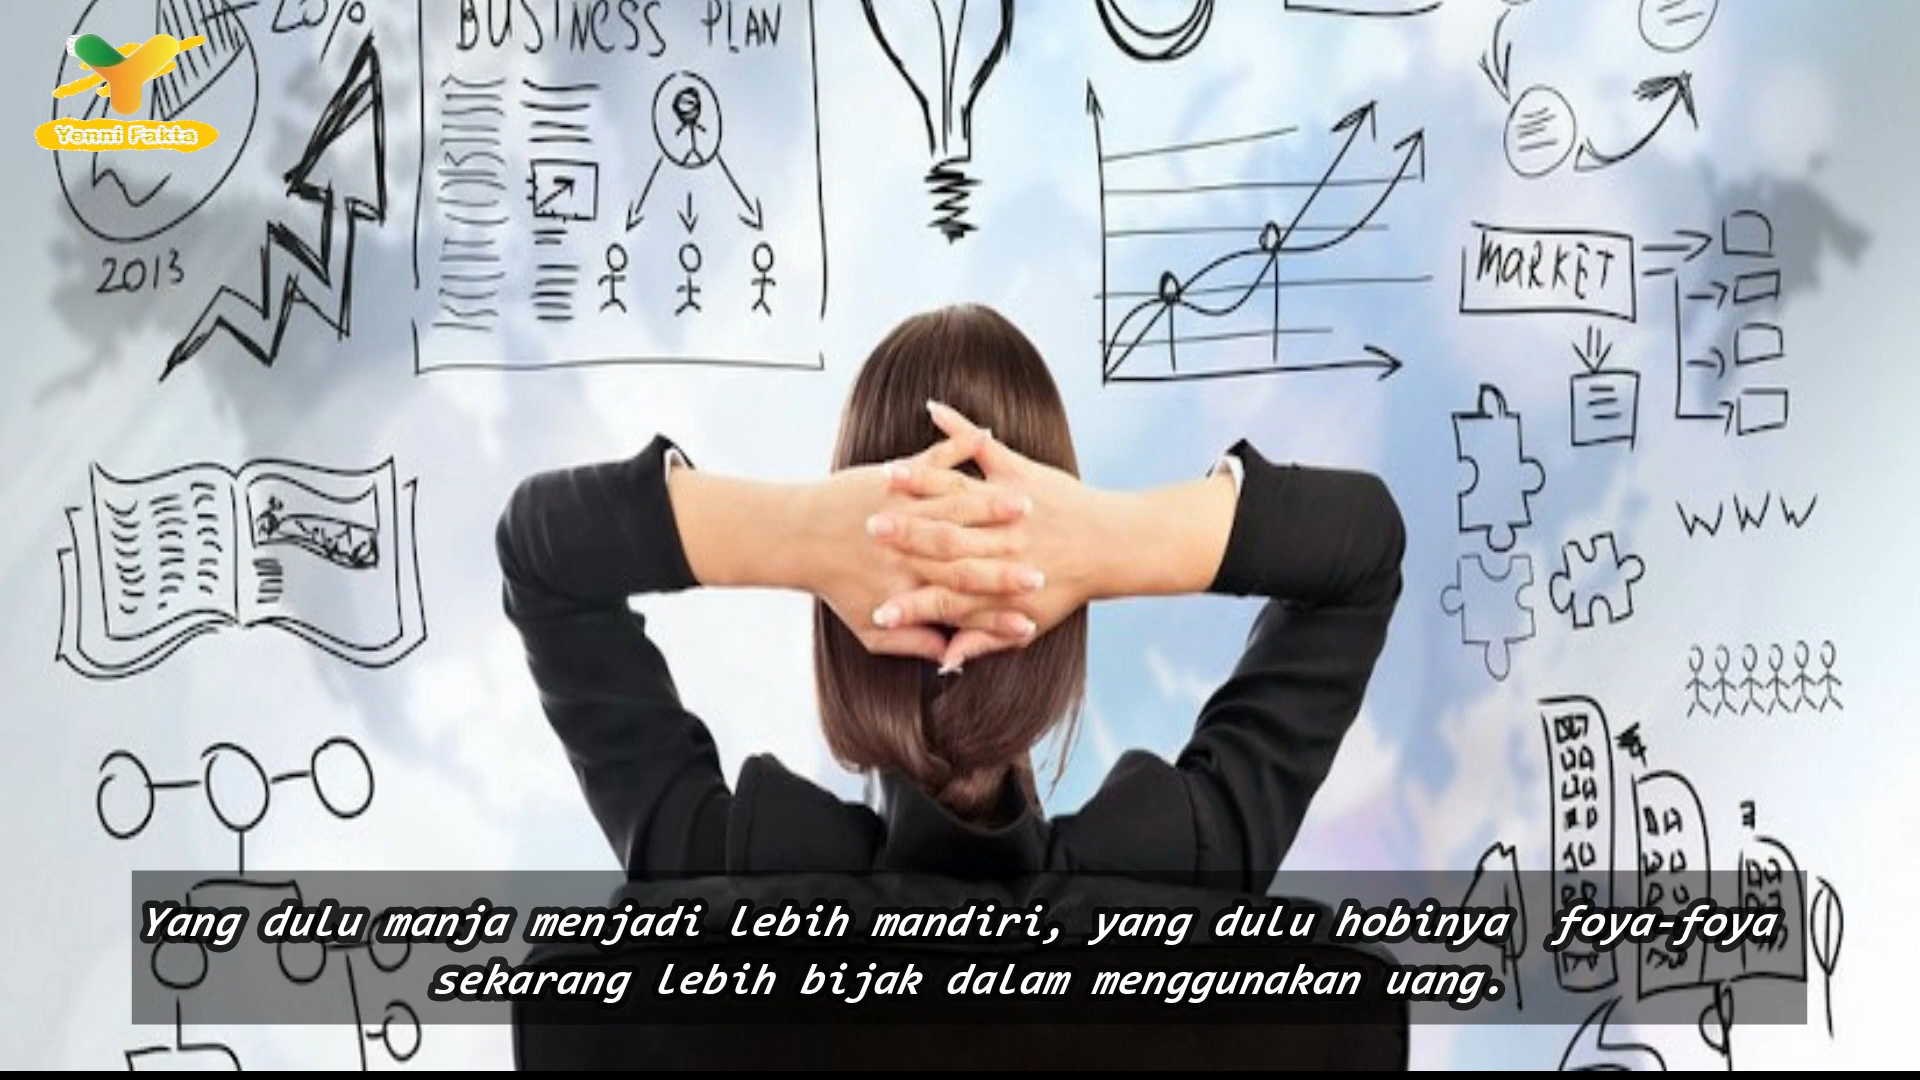 20%
BUSINESS PLAN
Yenni Fakta
2013
MARKET
WWW
Yang dulu manja menjadi lebih mandiri, yang dulu hobinya foya-foya
sekarang lebih bijak dalam menggunakan uang.